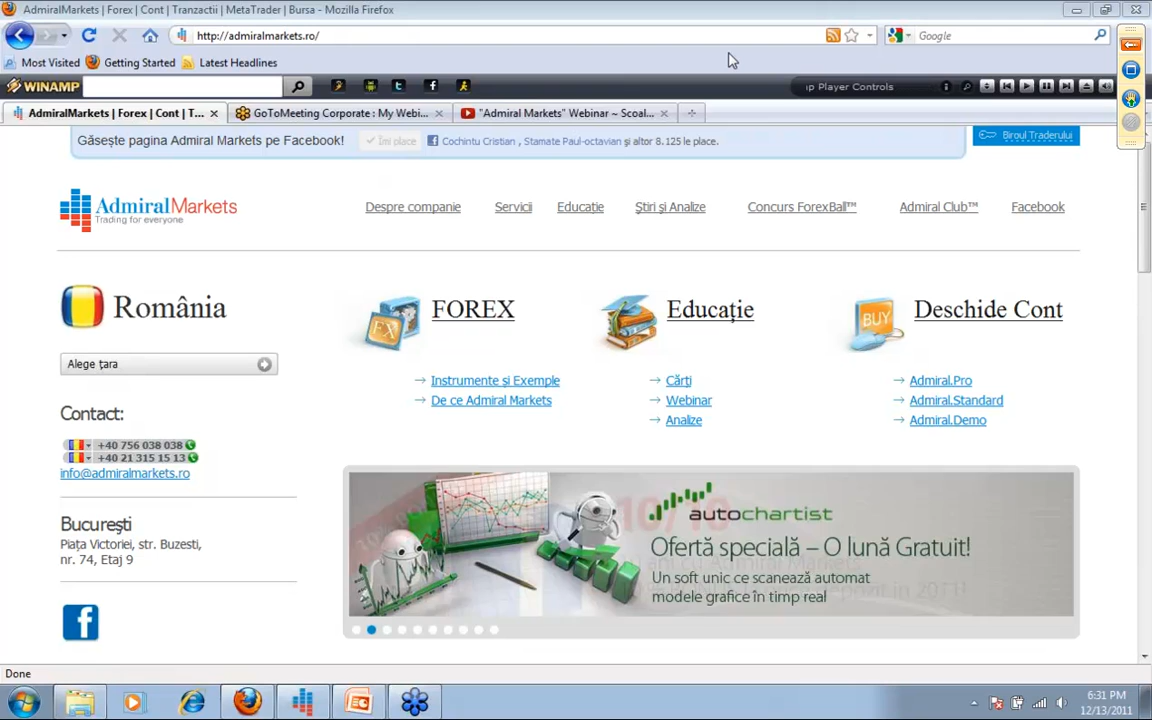 AdmiralMarkets | Forex | Cont | Tranzactii | MetaTrader | Bursa - Mozilla Firefox
http://admiralmarkets.ro/
Google
Most Visited
Getting Started
Latest Headlines
WINAMP
ip Player Controls
AdmiralMarkets | Forex | Cont | T...
GoToMeeting Corporate : My Webi...
"Admiral Markets" Webinar ~ Scoal...
Găsește pagina Admiral Markets pe Facebook!
Îmi place
Cochintu Cristian , Stamate Paul-octavian și altor 8.125 le place.
Biroul Traderului
AdmiralMarkets
Trading for everyone
Despre companie
Servicii
Educație
Știri și Analize
Concurs ForexBall™
Admiral Club™
Facebook
România
FOREX
Educație
Deschide Cont
FX
BUY
Alege țara
Instrumente și Exemple
De ce Admiral Markets
Cărți
Webinar
Analize
Admiral.Pro
Admiral.Standard
Admiral.Demo
Contact:
+40 756 038 038
+40 21 315 15 13
info@admiralmarkets.ro
București
Piața Victoriei, str. Buzesti,
nr. 74, Etaj 9
autochartist
Ofertă specială – O lună Gratuit!
Un soft unic ce scanează automat
modele grafice în timp real
Done
6:31 PM
12/13/2011